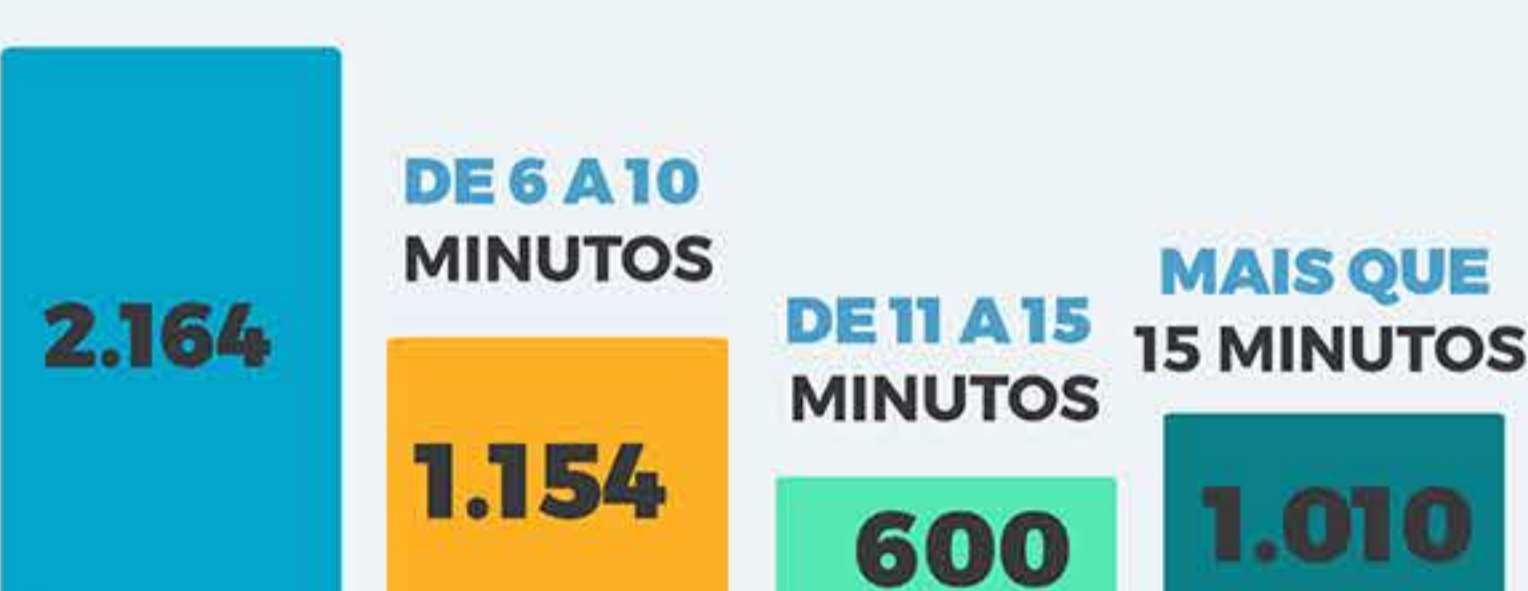 2.164
DE 6 A 10
MINUTOS
1.154
DE 11 A 15
MINUTOS
600
MAIS QUE
15 MINUTOS
1.010